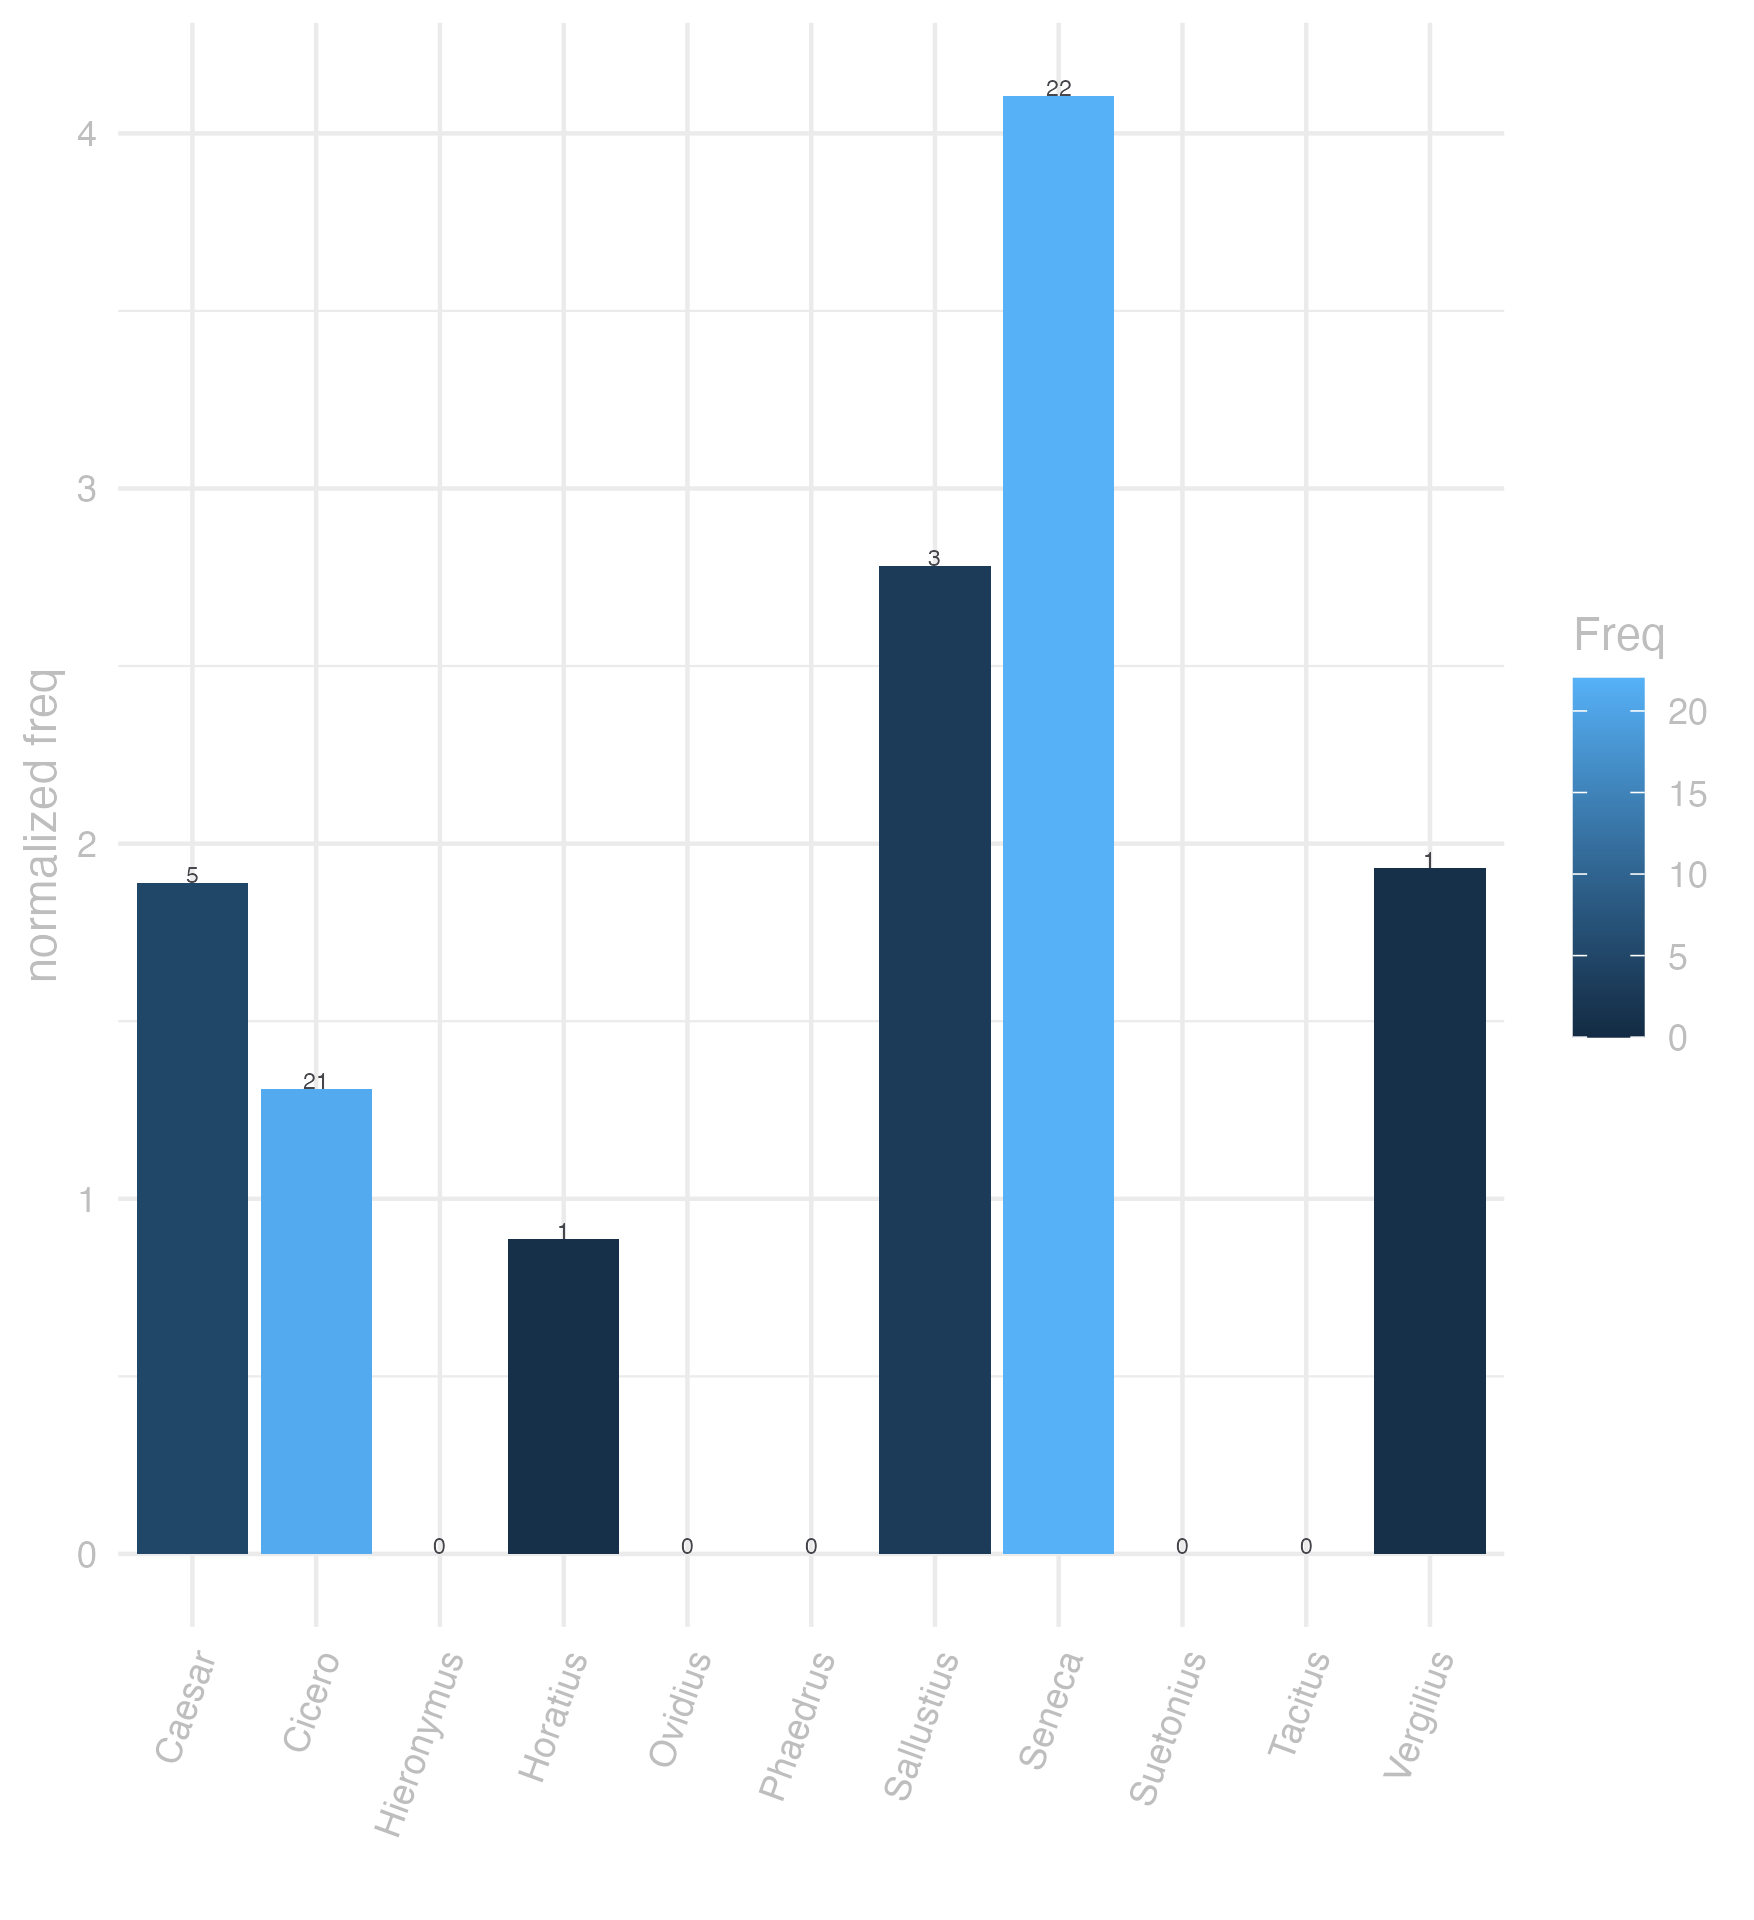 normalized freq
4
3
2
1
0
5
21
0
1
0
0
3
22
0
0
1
Caesar
Cicero
Hieronymus
Horatius
Ovidius
Phaedrus
Sallustius
Seneca
Suetonius
Tacitus
Vergilius
Freq
20
15
10
5
0